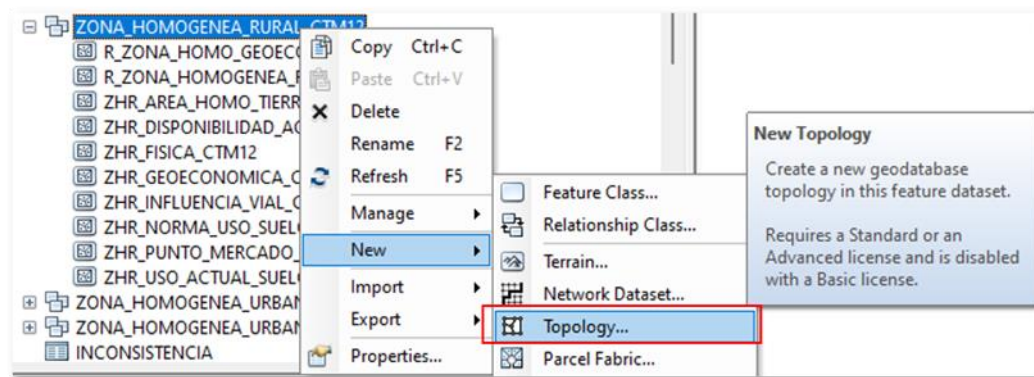 ZONA_HOMOGENEA_RURAL_CTM12
R_ZONA_HOMO_GEOECO
R_ZONA_HOMOGENEA_F
ZHR_AREA_HOMO_TIERR
ZHR_DISPONIBILIDAD_AG
ZHR_FISICA_CTM12
ZHR_GEOECONOMICA_C
ZHR_INFLUENCIA_VIAL_C
ZHR_NORMA_USO_SUEL
ZHR_PUNTO_MERCADO_
ZHR_USO_ACTUAL_SUEL
ZONA_HOMOGENEA_URBAN
ZONA_HOMOGENEA_URBAN
INCONSISTENCIA
Copy Ctrl+C
Paste Ctrl+V
Delete
Rename F2
Refresh F5
Manage
New
Import
Export
Properties...
Feature Class...
Relationship Class...
Terrain...
Network Dataset...
Topology...
Parcel Fabric...
New Topology
Create a new geodatabase
topology in this feature dataset.
Requires a Standard or an
Advanced license and is disabled
with a Basic license.